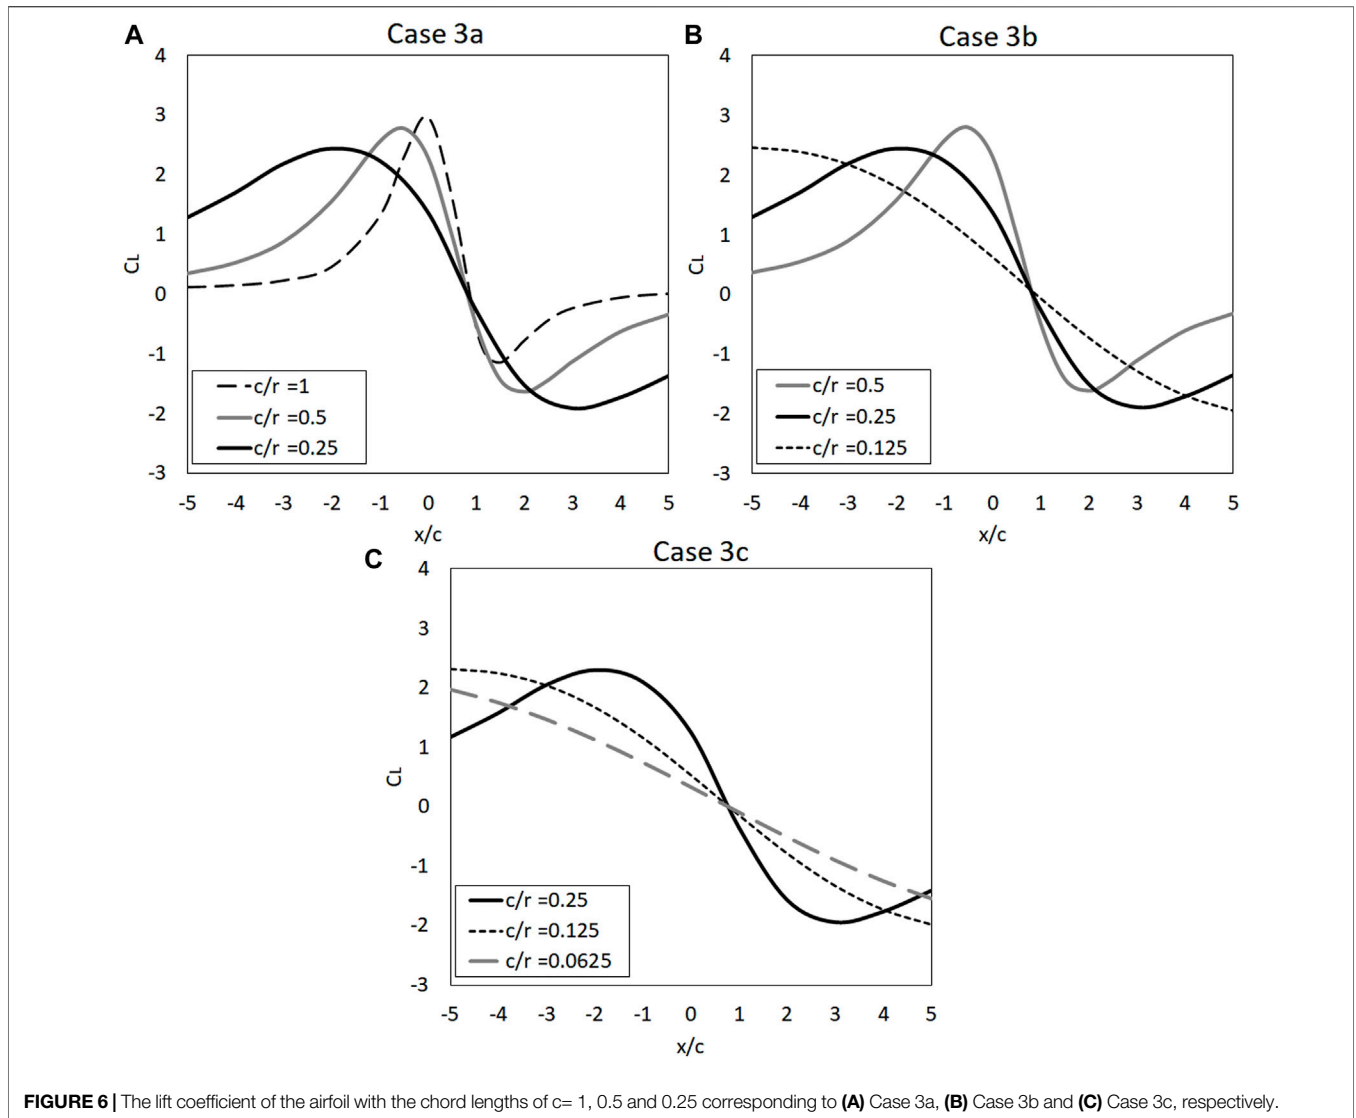 A
Case 3a
4
3
2
1
0
-1
-2
-3
CL
c/r =1
c/r =0.5
c/r =0.25
-5 -4 -3 -2 -1 0 1 2 3 4 5
x/c
B
Case 3b
4
3
2
1
0
-1
-2
-3
CL
c/r =0.5
c/r =0.25
c/r =0.125
-5 -4 -3 -2 -1 0 1 2 3 4 5
x/c
C
Case 3c
4
3
2
1
0
-1
-2
-3
CL
c/r =0.25
c/r =0.125
c/r =0.0625
-5 -4 -3 -2 -1 0 1 2 3 4 5
x/c
FIGURE 6 | The lift coefficient of the airfoil with the chord lengths of c= 1, 0.5 and 0.25 corresponding to (A) Case 3a, (B) Case 3b and (C) Case 3c, respectively.